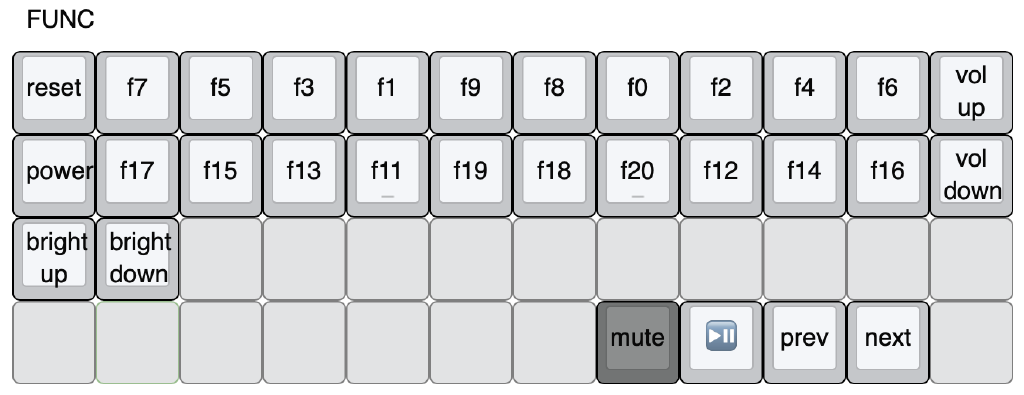 FUNC
reset f7 f5 f3 f1 f9 f8 f0 f2 f4 f6 vol up
power f17 f15 f13 f11 f19 f18 f20 f12 f14 f16 vol down
bright up bright down
mute ⏯ prev next